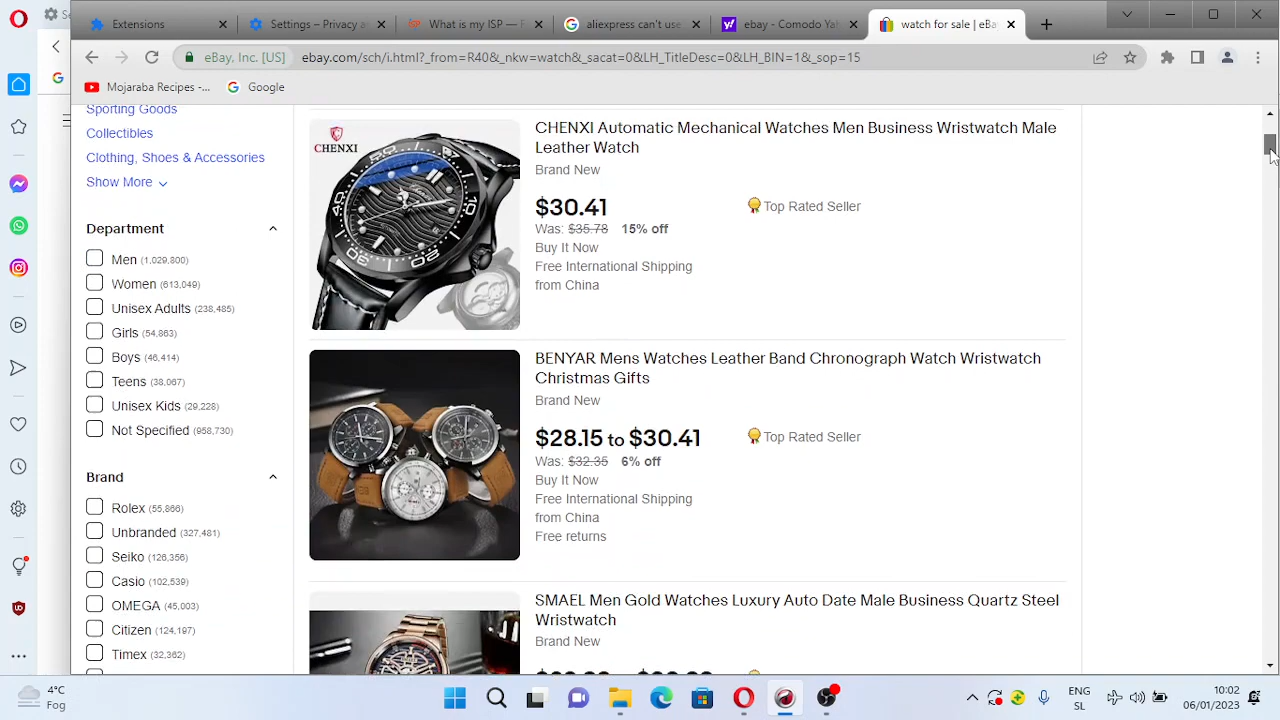 Extensions
Settings – Privacy a
What is my ISP —
aliexpress can't use
ebay - Comodo Ya
watch for sale | eBa
eBay, Inc. [US]
ebay.com/sch/i.html?_from=R40&_nkw=watch&_sacat=0&LH_TitleDesc=0&LH_BIN=1&_sop=15
Mojaraba Recipes -...
Google
Sporting Goods
Collectibles
Clothing, Shoes & Accessories
Show More
Department
Men (1,029,800)
Women (613,049)
Unisex Adults (238,485)
Girls (54,863)
Boys (46,414)
Teens (38,067)
Unisex Kids (29,228)
Not Specified (958,730)
Brand
Rolex (55,866)
Unbranded (327,481)
Seiko (126,356)
Casio (102,539)
OMEGA (45,003)
Citizen (124,197)
Timex (32,362)
CHENXI
CHENXI Automatic Mechanical Watches Men Business Wristwatch Male
Leather Watch
Brand New
$30.41
Top Rated Seller
Was: $35.78 15% off
Buy It Now
Free International Shipping
from China
BENYAR Mens Watches Leather Band Chronograph Watch Wristwatch
Christmas Gifts
Brand New
$28.15 to $30.41
Top Rated Seller
Was: $32.35 6% off
Buy It Now
Free International Shipping
from China
Free returns
SMAEL Men Gold Watches Luxury Auto Date Male Business Quartz Steel
Wristwatch
Brand New
4°C
Fog
ENG
SL
10:02
06/01/2023